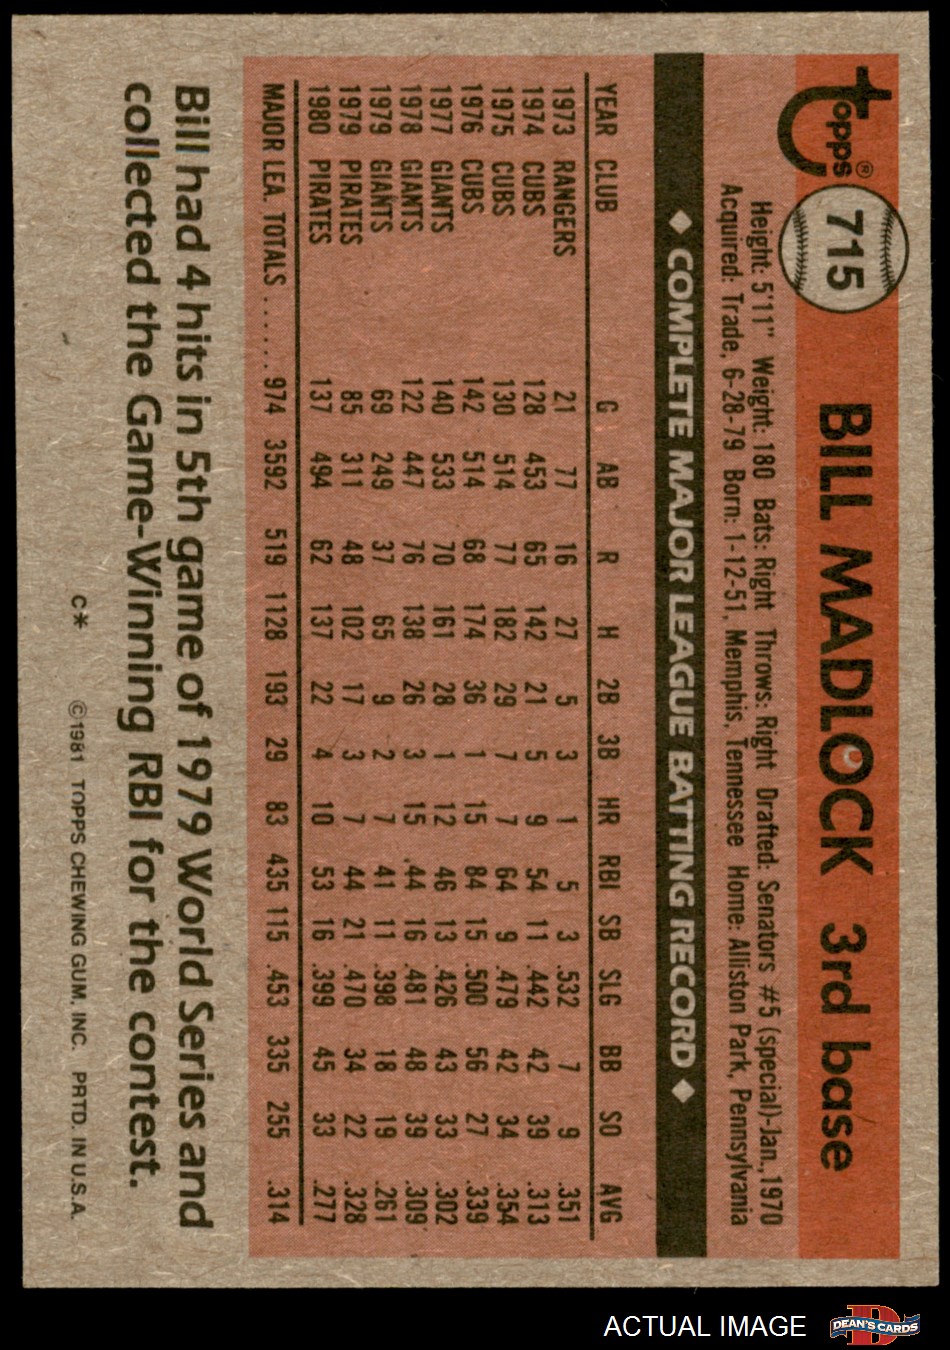 topps® 715 BILL MADLOCK 3rd base
Height: 5'11" Weight: 180 Bats: Right Throws: Right Drafted: Senators #5 (special)-Jan., 1970
Acquired: Trade, 6-28-79 Born: 1-12-51, Memphis, Tennessee Home: Alliston Park, Pennsylvania
◆ COMPLETE MAJOR LEAGUE BATTING RECORD ◆
YEAR CLUB G AB R H 2B 3B HR RBI SB SLG BB SO AVG
1973 RANGERS 21 77 16 27 5 3 1 5 3 .532 7 9 .351
1974 CUBS 128 453 65 142 21 5 9 54 11 .442 42 39 .313
1975 CUBS 130 514 77 182 29 7 7 64 9 .479 42 34 .354
1976 CUBS 142 514 68 174 36 1 15 84 15 .500 56 27 .339
1977 GIANTS 140 533 70 161 28 1 12 46 13 .426 43 33 .302
1978 GIANTS 122 447 76 138 26 3 15 44 16 .481 48 39 .309
1979 GIANTS 69 249 37 65 9 2 7 41 11 .398 18 19 .261
1979 PIRATES 85 311 48 102 17 3 7 44 21 .470 34 22 .328
1980 PIRATES 137 494 62 137 22 4 10 53 16 .399 45 33 .277
MAJOR LEA. TOTALS ...... 974 3592 519 1128 193 29 83 435 115 .453 335 255 .314
Bill had 4 hits in 5th game of 1979 World Series and
collected the Game-Winning RBI for the contest.
C* ©1981 TOPPS CHEWING GUM, INC. PRTD. IN U.S.A.
ACTUAL IMAGE D DEAN'S CARDS